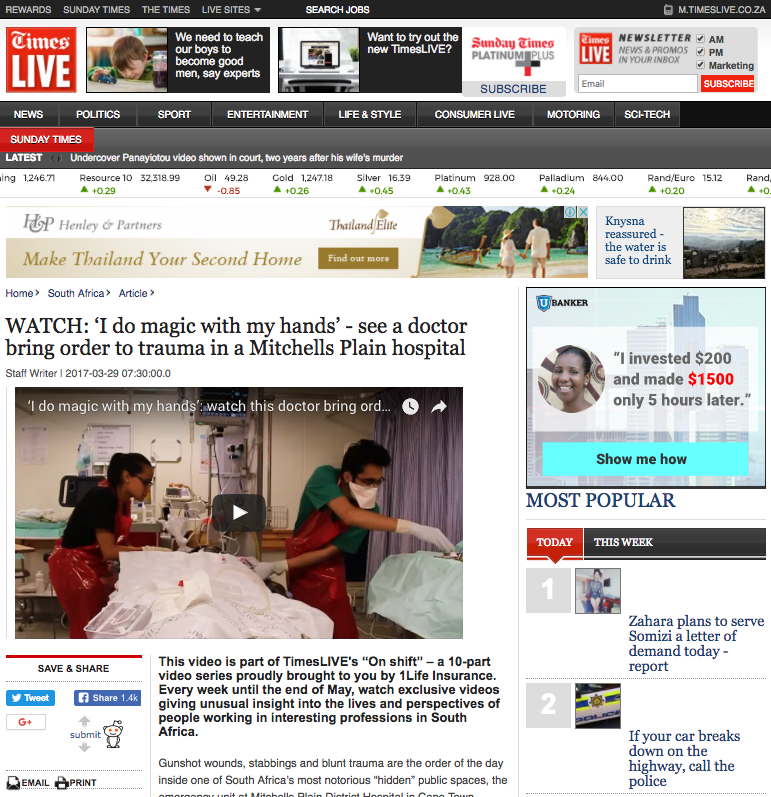 REWARDS SUNDAY TIMES THE TIMES LIVE SITES SEARCH JOBS M.TIMESLIVE.CO.ZA
Times
LIVE
We need to teach
our boys to
become good
men, say experts
Want to try out the
new TimesLIVE?
Sunday Times
PLATINUM PLUS
SUBSCRIBE
Times
LIVE
NEWSLETTER
NEWS & PROMOS
IN YOUR INBOX
AM
PM
Marketing
Email
SUBSCRIBE
NEWS POLITICS SPORT ENTERTAINMENT LIFE & STYLE CONSUMER LIVE MOTORING SCI-TECH
SUNDAY TIMES
LATEST Undercover Panayiotou video shown in court, two years after his wife's murder
ning 1,246.71 Resource 10 32,318.99 Oil 49.28 Gold 1,247.18 Silver 16.39 Platinum 928.00 Palladium 844.00 Rand/Euro 15.12 Rand/
+0.29 -0.85 +0.26 +0.45 +0.43 +0.24 +0.20 +0.
H&P Henley & Partners
Thailand Elite
Make Thailand Your Second Home
Find out more
Knysna
reassured -
the water is
safe to drink
Home › South Africa › Article ›
WATCH: ‘I do magic with my hands’ - see a doctor
bring order to trauma in a Mitchells Plain hospital
Staff Writer | 2017-03-29 07:30:00.0
‘I do magic with my hands’: watch this doctor bring ord...
SAVE & SHARE
Tweet
Share 1.4k
G+
submit
EMAIL PRINT
This video is part of TimesLIVE's “On shift” – a 10-part
video series proudly brought to you by 1Life Insurance.
Every week until the end of May, watch exclusive videos
giving unusual insight into the lives and perspectives of
people working in interesting professions in South
Africa.
Gunshot wounds, stabbings and blunt trauma are the order of the day
inside one of South Africa's most notorious “hidden” public spaces, the
emergency unit at Mitchells Plain District Hospital in Cape Town.
UBANKER
“I invested $200
and made $1500
only 5 hours later.”
Show me how
MOST POPULAR
TODAY THIS WEEK
1
Zahara plans to serve
Somizi a letter of
demand today -
report
2
POLICE
If your car breaks
down on the
highway, call the
police